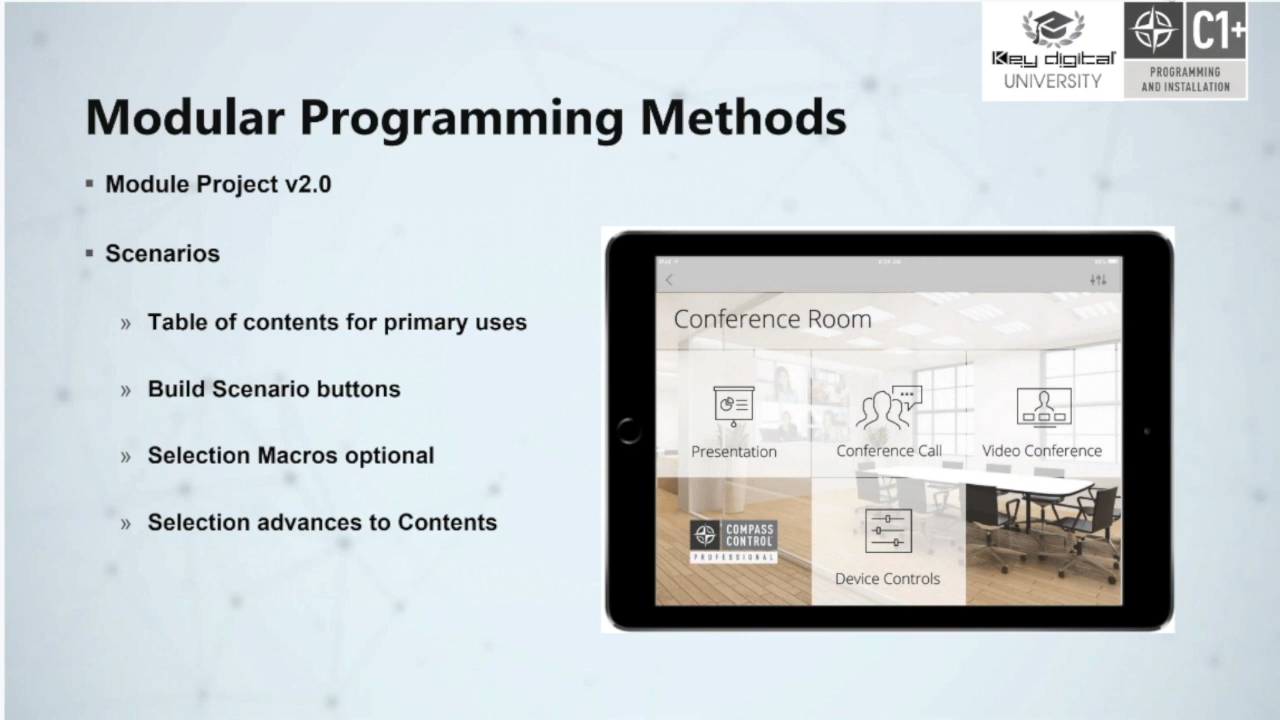 Key digital
UNIVERSITY
C1+
PROGRAMMING
AND INSTALLATION
Modular Programming Methods
▪ Module Project v2.0
▪ Scenarios
» Table of contents for primary uses
» Build Scenario buttons
» Selection Macros optional
» Selection advances to Contents
Conference Room
Presentation
Conference Call
Video Conference
COMPASS
CONTROL
PROFESSIONAL
Device Controls